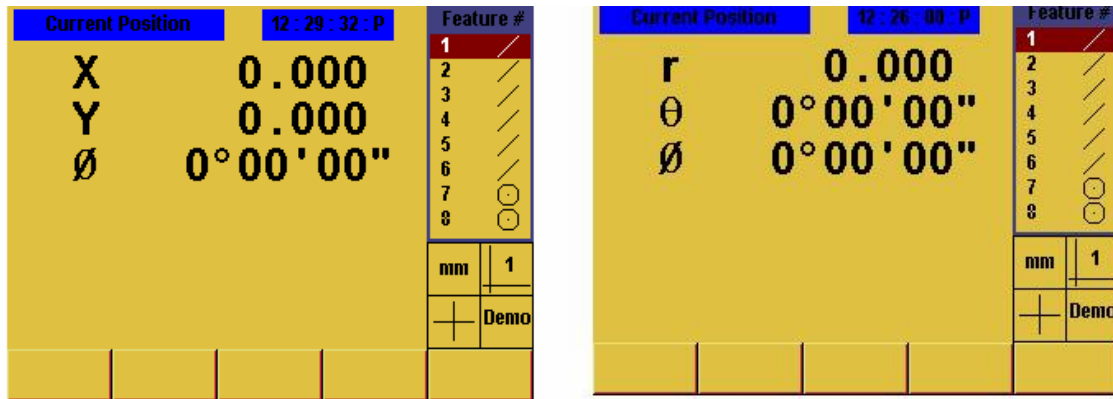 Current Position 12 : 29 : 32 : P Feature #
1
X 0.000
2
3
Y 0.000
4
5
Ø 0°00'00"
6
7
8
mm 1
Demo
Current Position 12 : 26 : 00 : P Feature #
1
r 0.000
2
3
θ 0°00'00"
4
5
Ø 0°00'00"
6
7
8
mm 1
Demo